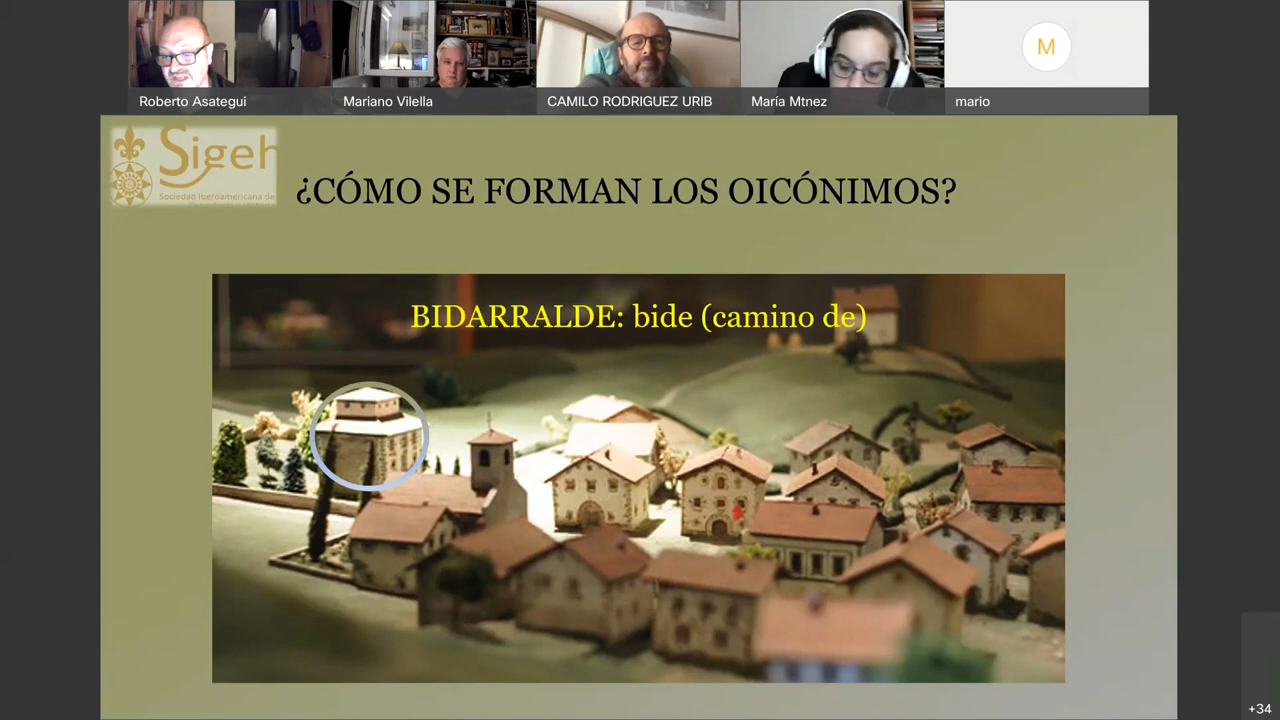 Roberto Asategui
Mariano Vilella
CAMILO RODRIGUEZ URIB
María Mtnez
M
mario
Sigeh
Sociedad Iberoamericana de
¿CÓMO SE FORMAN LOS OICÓNIMOS?
BIDARRALDE: bide (camino de)
+34